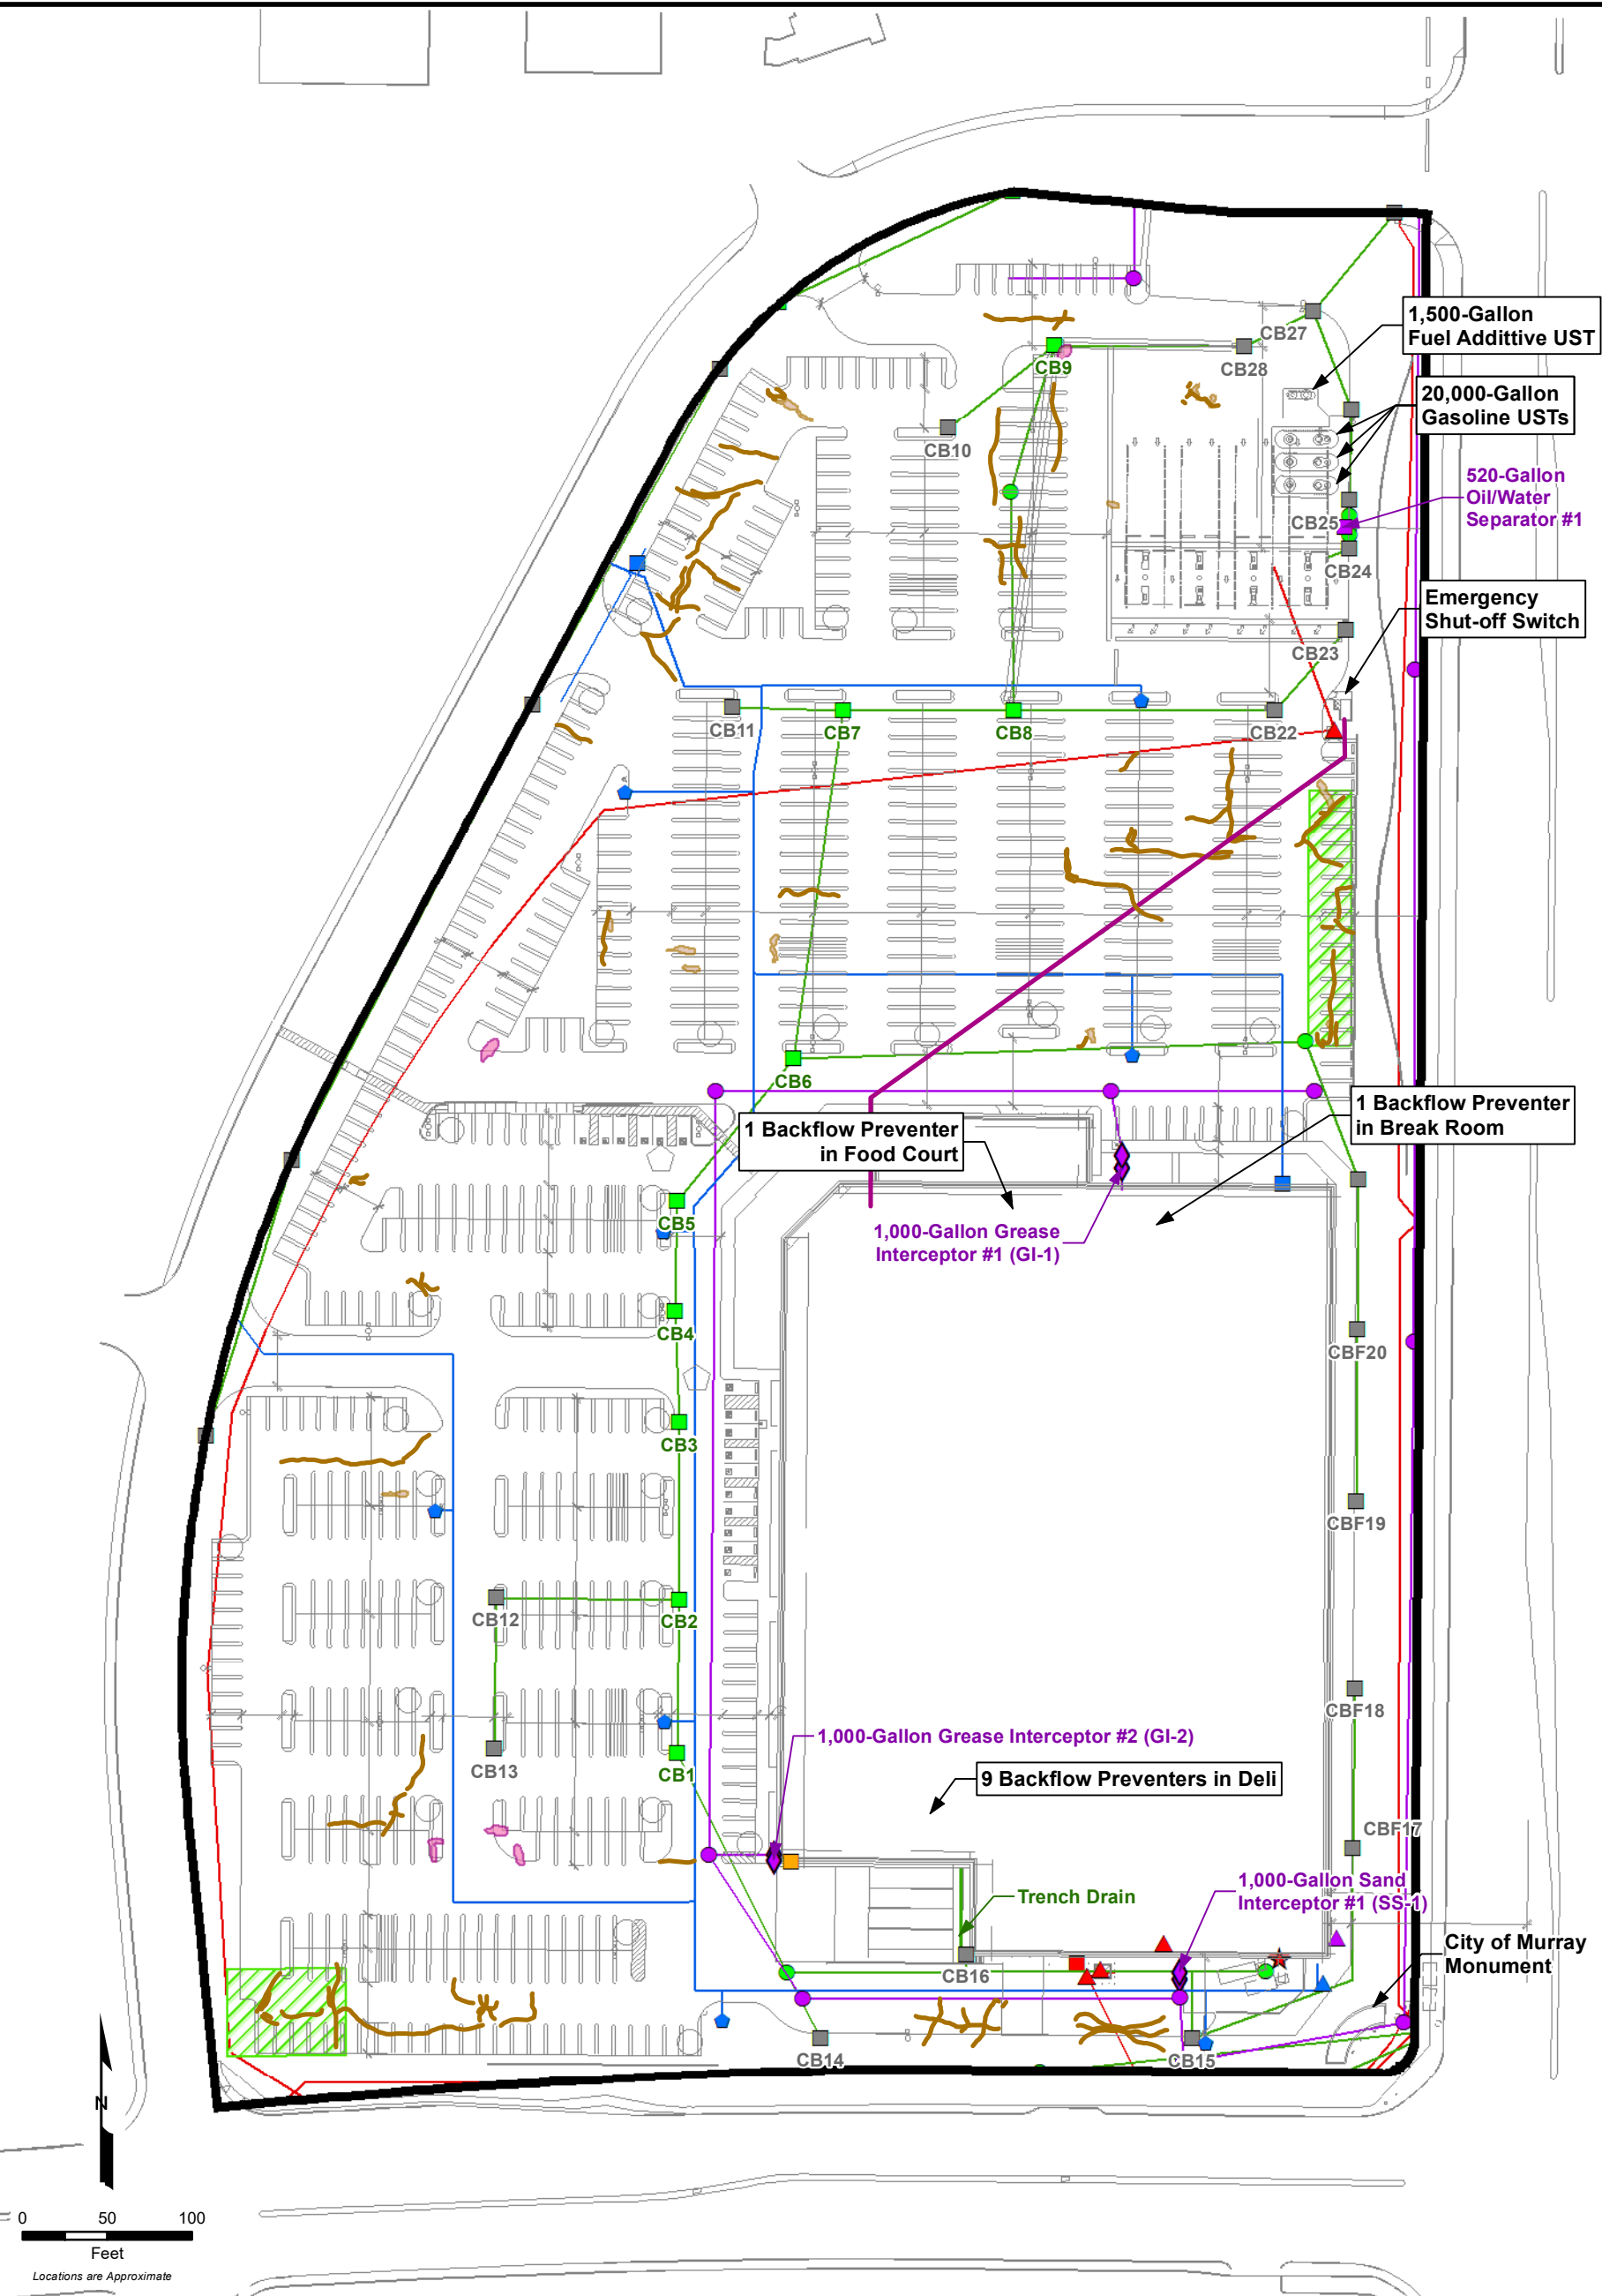 1,500-Gallon
Fuel Addittive UST
CB27
CB9
CB28
20,000-Gallon
Gasoline USTs
CB10
520-Gallon
Oil/Water
Separator #1
CB25
CB24
Emergency
Shut-off Switch
CB23
CB11
CB7
CB8
CB22
CB6
1 Backflow Preventer
in Food Court
1 Backflow Preventer
in Break Room
CB5
1,000-Gallon Grease
Interceptor #1 (GI-1)
CB4
CBF20
CB3
CBF19
CB12
CB2
CBF18
1,000-Gallon Grease Interceptor #2 (GI-2)
CB13
CB1
9 Backflow Preventers in Deli
CBF17
1,000-Gallon Sand
Interceptor #1 (SS-1)
Trench Drain
City of Murray
Monument
CB16
CB14
CB15
N
0 50 100
Feet
Locations are Approximate